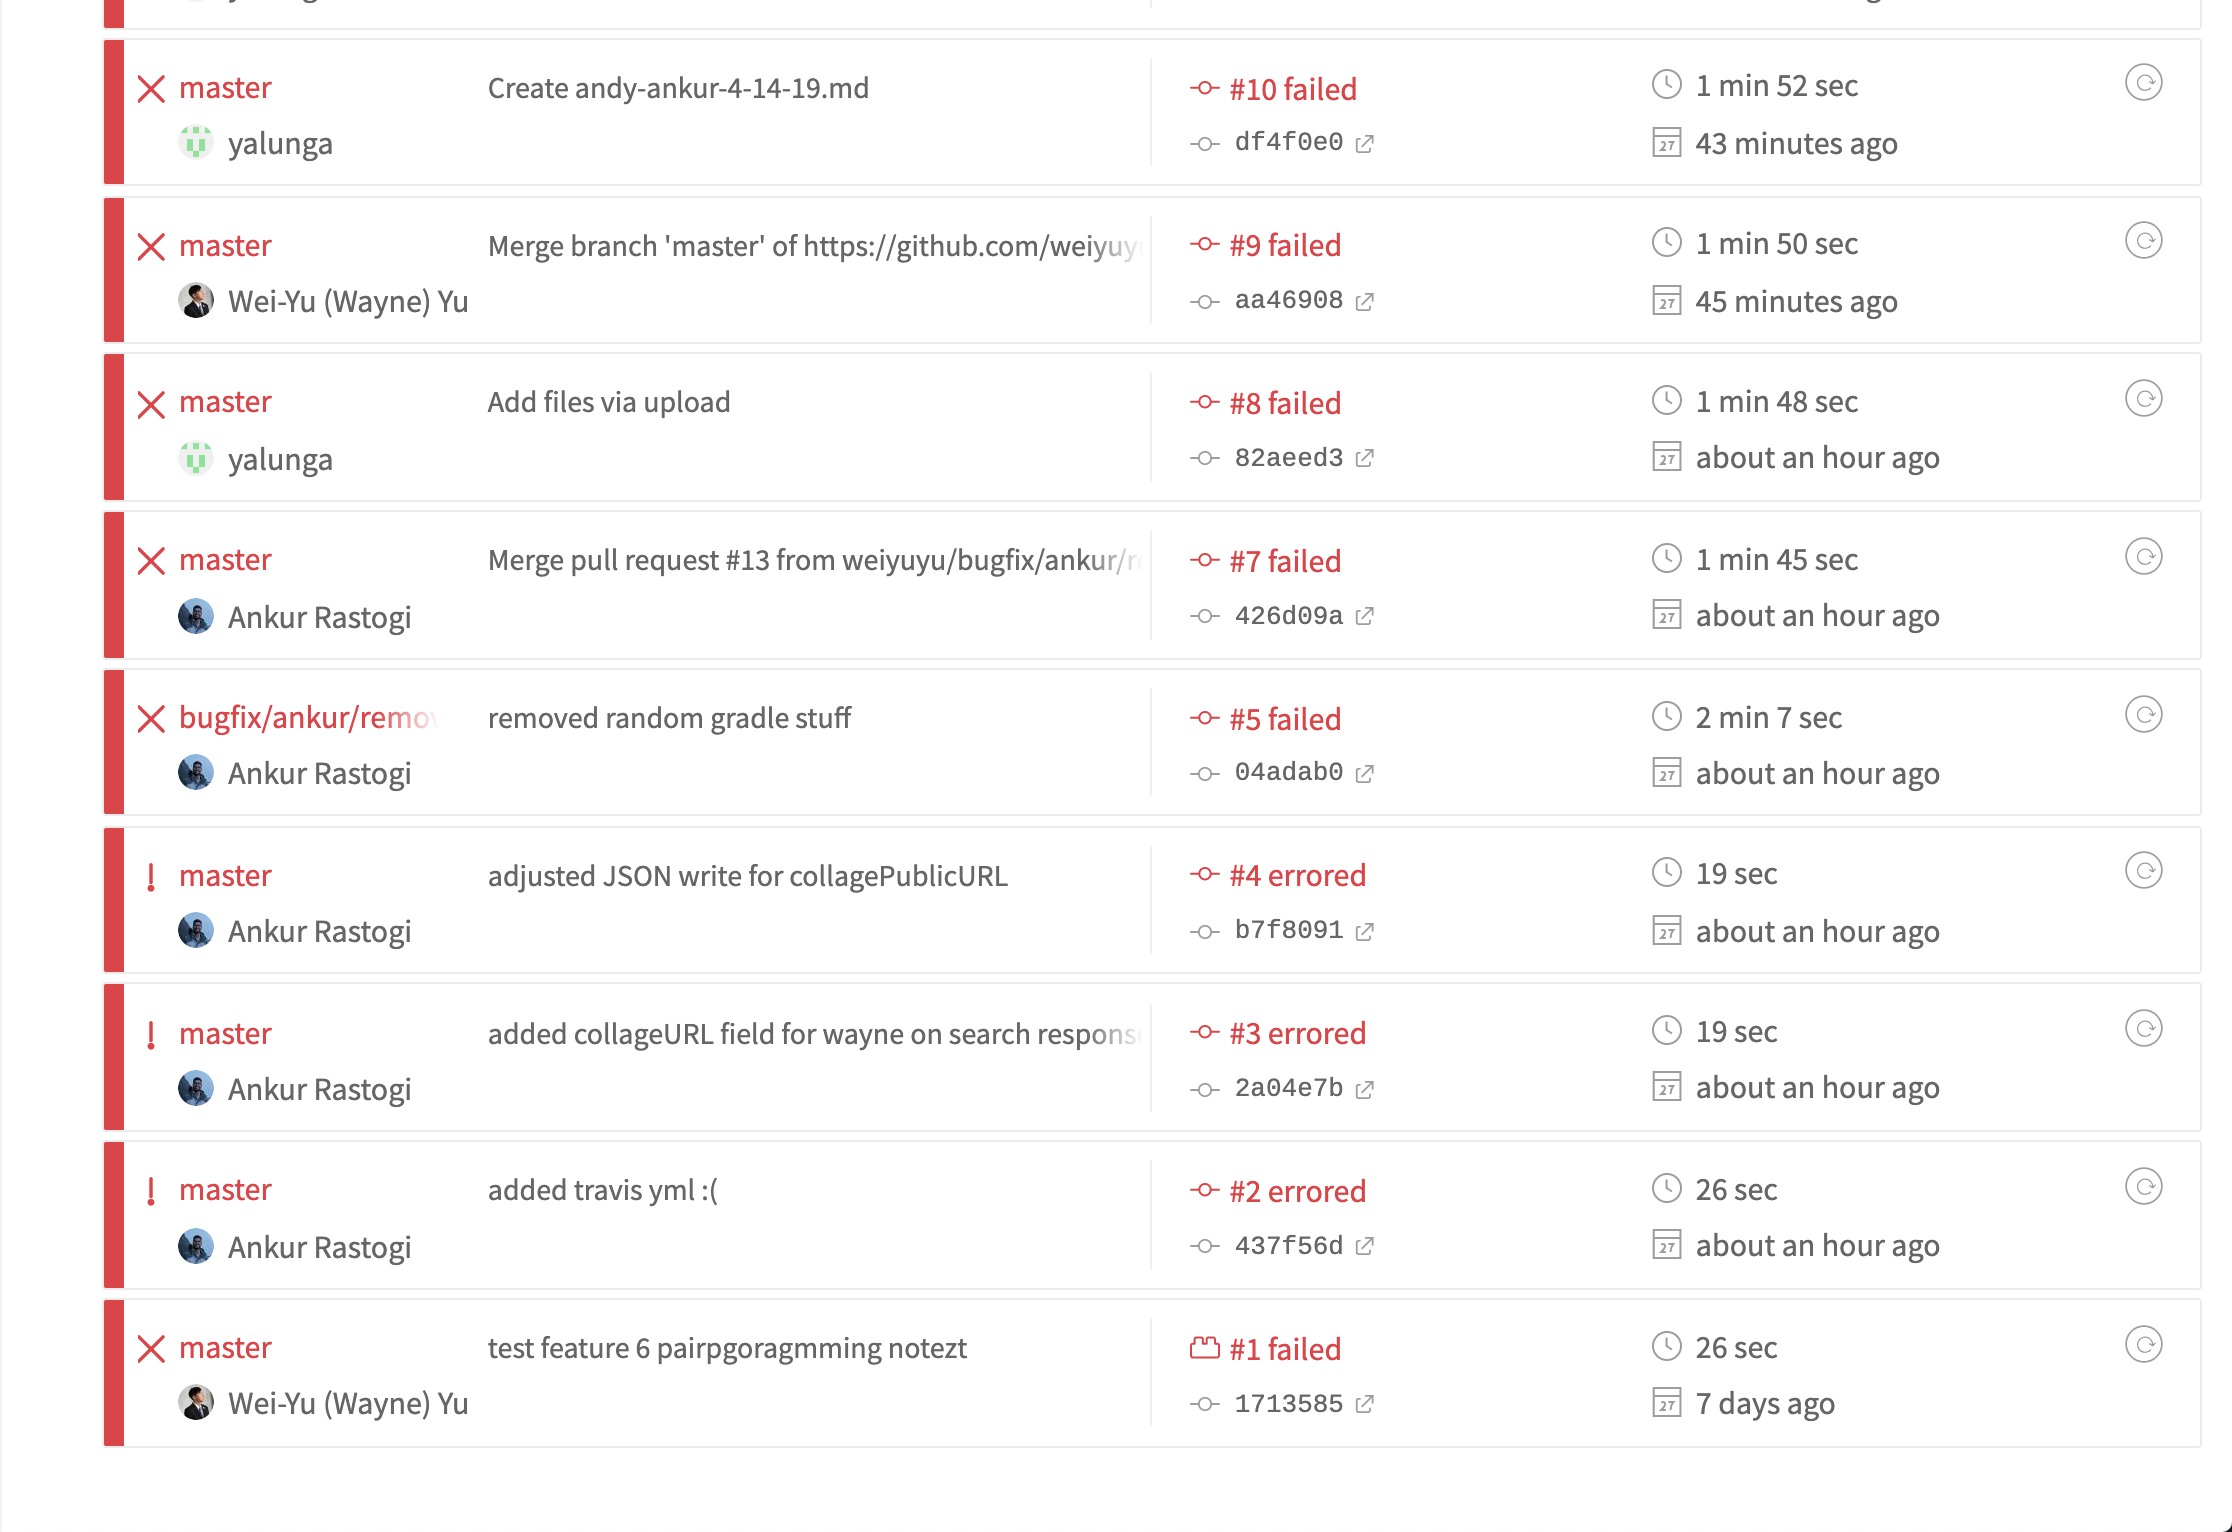 master Create andy-ankur-4-14-19.md #10 failed 1 min 52 sec
yalunga df4f0e0 43 minutes ago
master Merge branch 'master' of https://github.com/weiyuy #9 failed 1 min 50 sec
Wei-Yu (Wayne) Yu aa46908 45 minutes ago
master Add files via upload #8 failed 1 min 48 sec
yalunga 82aeed3 about an hour ago
master Merge pull request #13 from weiyuyu/bugfix/ankur/r #7 failed 1 min 45 sec
Ankur Rastogi 426d09a about an hour ago
bugfix/ankur/remov removed random gradle stuff #5 failed 2 min 7 sec
Ankur Rastogi 04adab0 about an hour ago
master adjusted JSON write for collagePublicURL #4 errored 19 sec
Ankur Rastogi b7f8091 about an hour ago
master added collageURL field for wayne on search response #3 errored 19 sec
Ankur Rastogi 2a04e7b about an hour ago
master added travis yml :( #2 errored 26 sec
Ankur Rastogi 437f56d about an hour ago
master test feature 6 pairpgoragmming notezt #1 failed 26 sec
Wei-Yu (Wayne) Yu 1713585 7 days ago